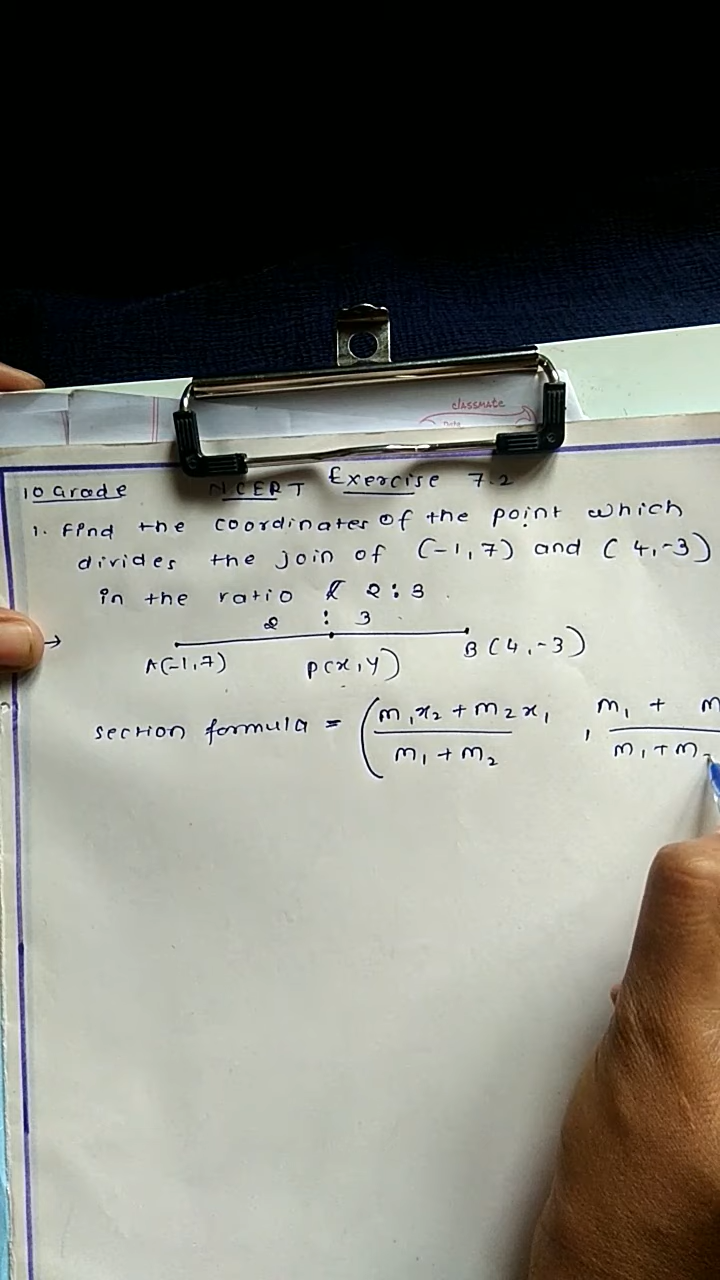 classmate
10 Grade NCERT Exercise 7.2
1. Find the coordinates of the point which
divides the join of (-1,7) and (4,-3)
in the ratio 2:3.
2 : 3
→ A(-1,7) P(x,y) B(4,-3)
section formula = (m₁x₂+m₂x₁ / m₁+m₂ , m₁ + m / m₁+m₂